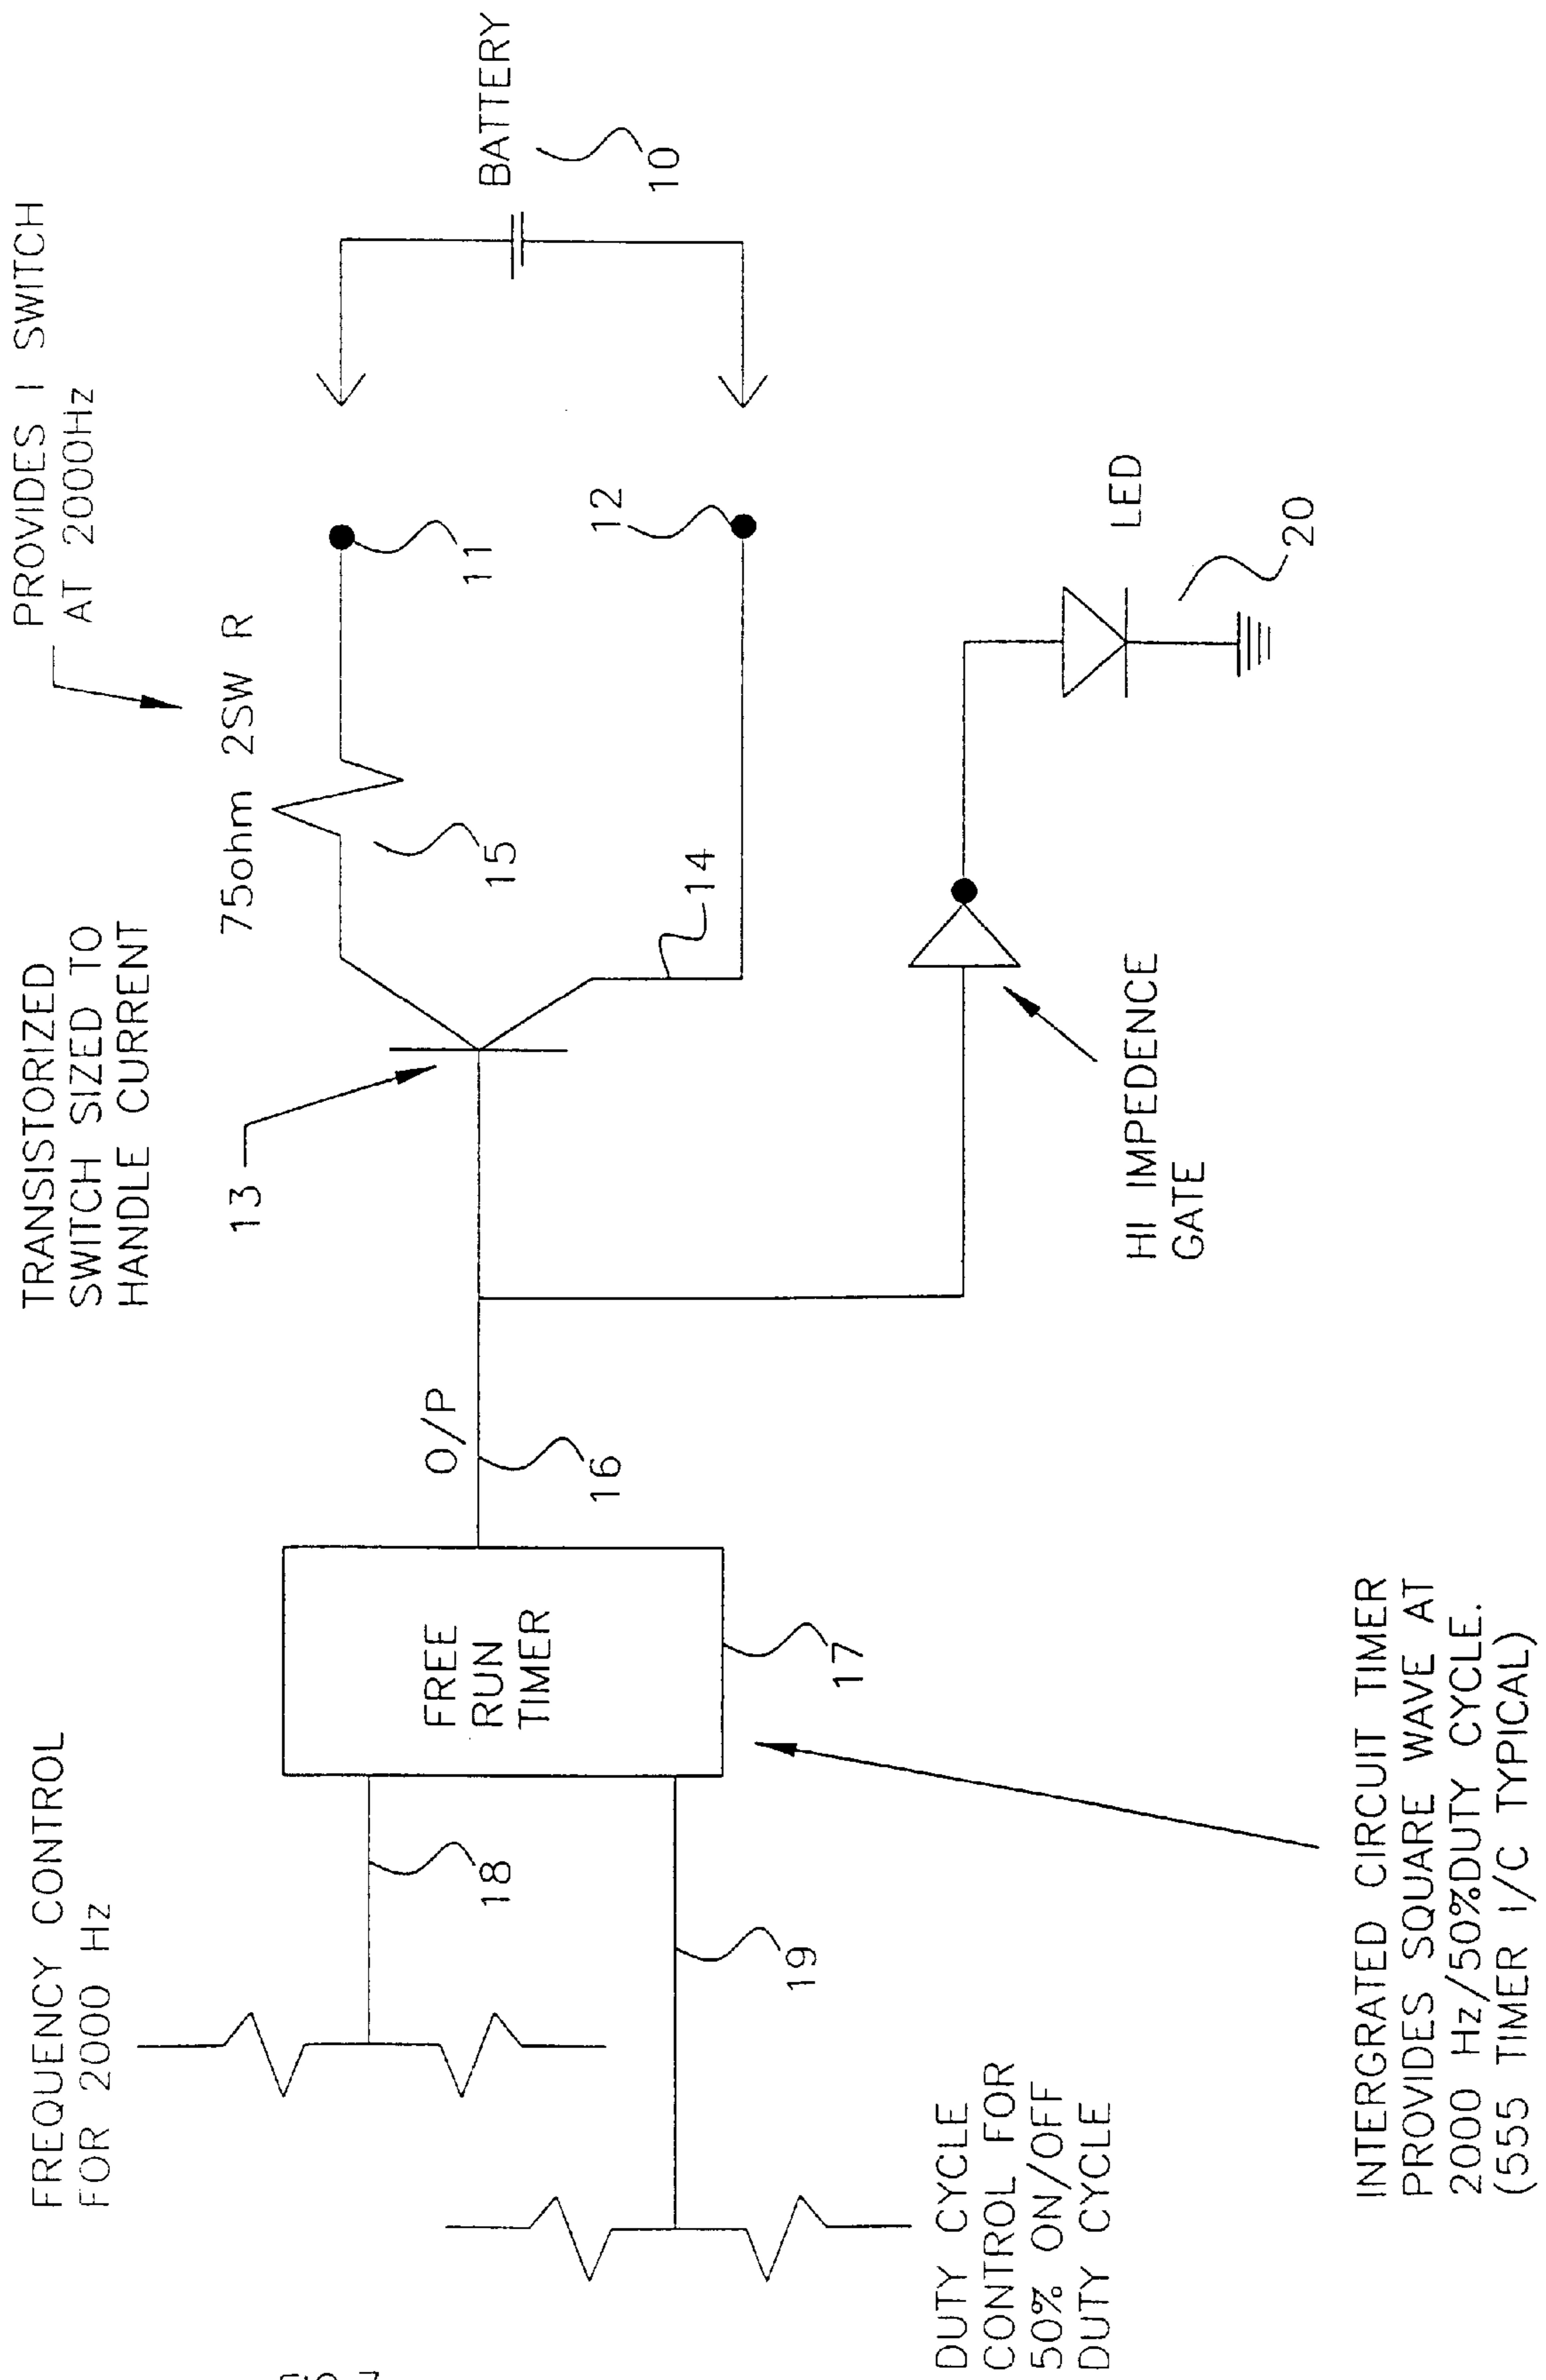 FREQUENCY CONTROL
FOR 2000 Hz
TRANSISTORIZED
SWITCH SIZED TO
HANDLE CURRENT
PROVIDES I SWITCH
AT 2000Hz
75ohm 2SW R
13
15
11
BATTERY
10
14
12
O/P
16
FREE
RUN
TIMER
17
18
19
DUTY CYCLE
CONTROL FOR
50% ON/OFF
DUTY CYCLE
HI IMPEDENCE
GATE
LED
20
INTERGRATED CIRCUIT TIMER
PROVIDES SQUARE WAVE AT
2000 Hz/50%DUTY CYCLE.
(555 TIMER I/C TYPICAL)